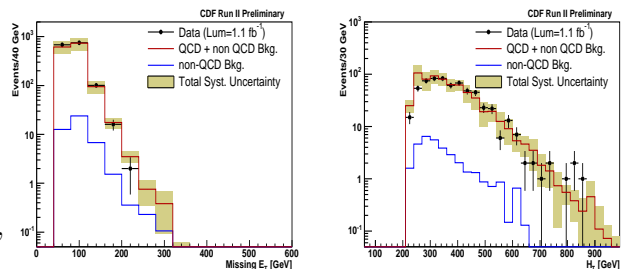 CDF Run II Preliminary
Events/40 GeV
Data (Lum=1.1 fb⁻¹)
QCD + non QCD Bkg.
non-QCD Bkg.
Total Syst. Uncertainty
10³
10²
10
1
10⁻¹
0 100 200 300 400 500 600
Missing E_T [GeV]
CDF Run II Preliminary
Events/30 GeV
Data (Lum=1.1 fb⁻¹)
QCD + non QCD Bkg.
non-QCD Bkg.
Total Syst. Uncertainty
10³
10²
10
1
10⁻¹
100 200 300 400 500 600 700 800 900
H_T [GeV]